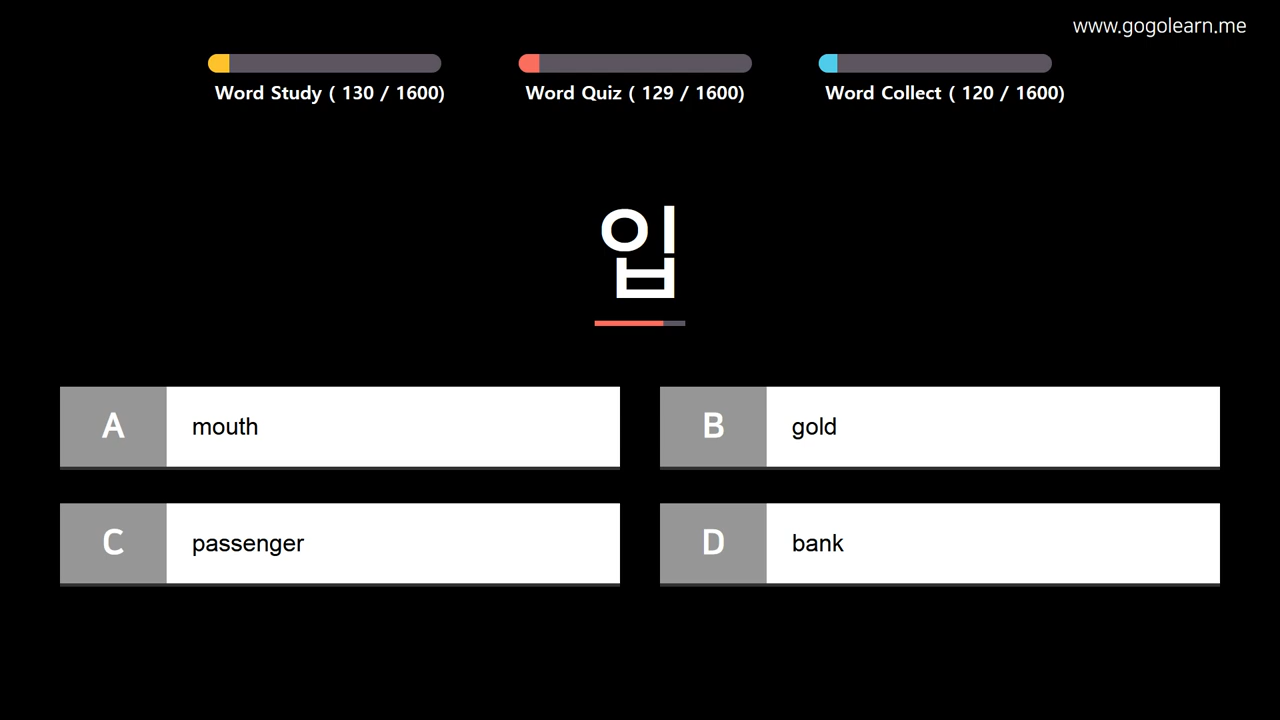 www.gogolearn.me
Word Study ( 130 / 1600)
Word Quiz ( 129 / 1600)
Word Collect ( 120 / 1600)
입
A mouth
B gold
C passenger
D bank